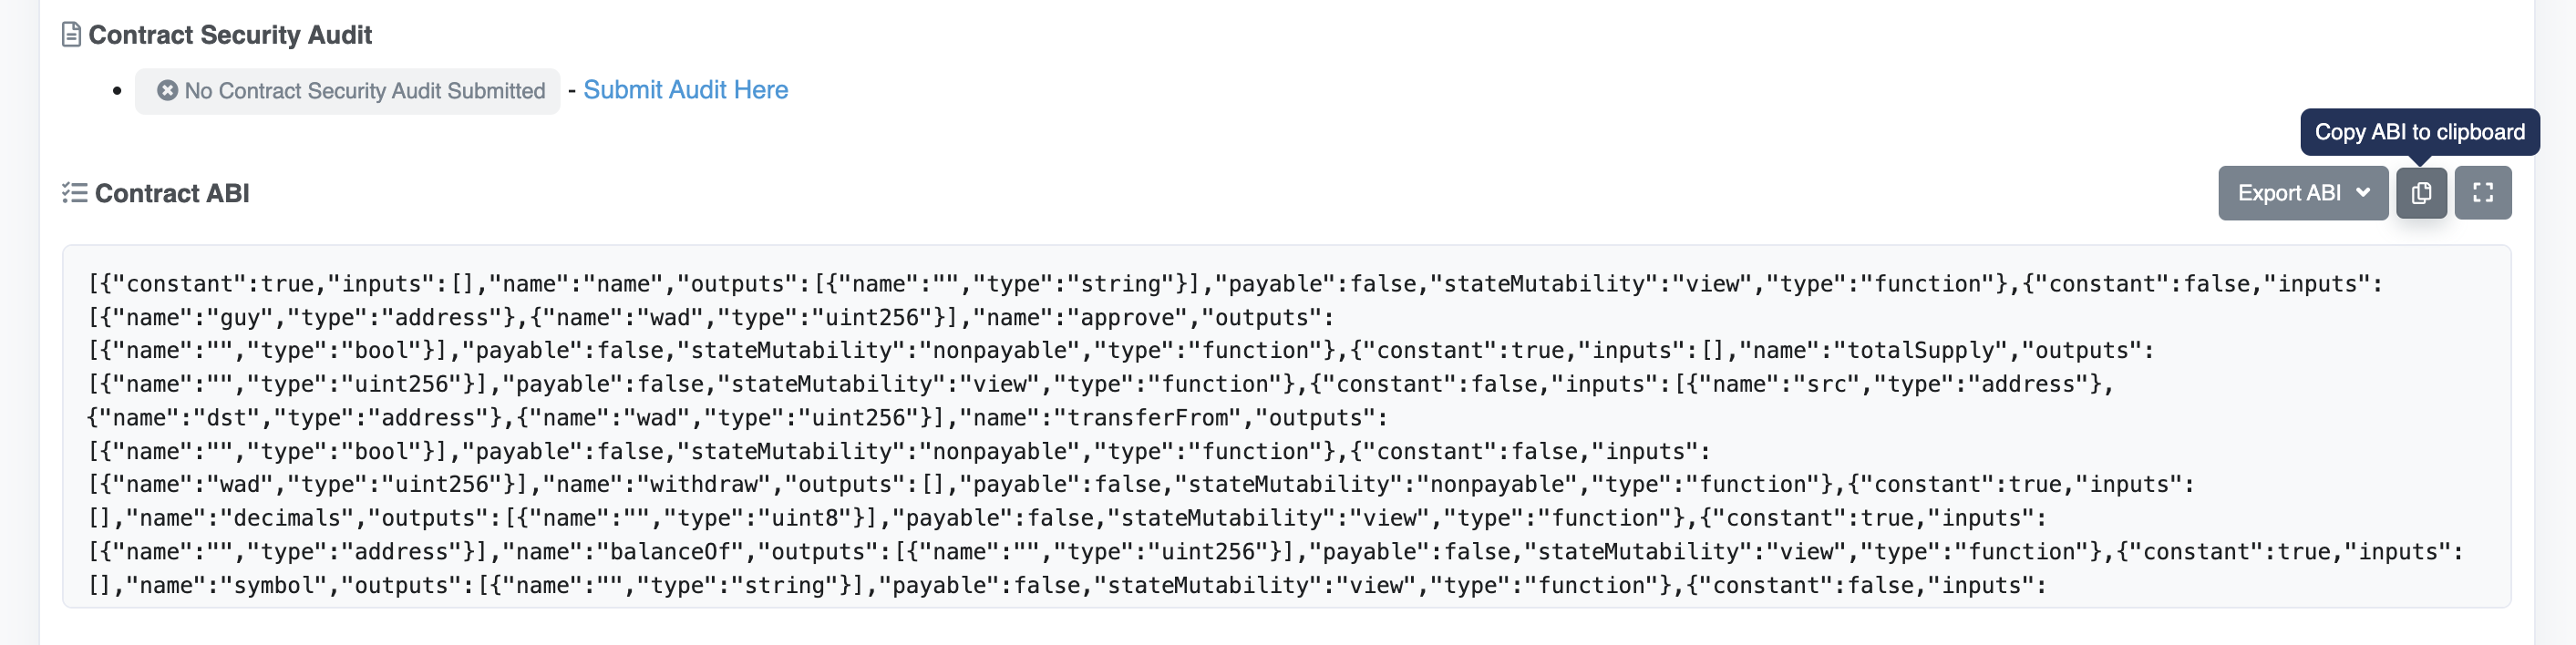 Contract Security Audit
No Contract Security Audit Submitted - Submit Audit Here
Copy ABI to clipboard
Contract ABI
Export ABI
[{"constant":true,"inputs":[],"name":"name","outputs":[{"name":"","type":"string"}],"payable":false,"stateMutability":"view","type":"function"},{"constant":false,"inputs":
[{"name":"guy","type":"address"},{"name":"wad","type":"uint256"}],"name":"approve","outputs":
[{"name":"","type":"bool"}],"payable":false,"stateMutability":"nonpayable","type":"function"},{"constant":true,"inputs":[],"name":"totalSupply","outputs":
[{"name":"","type":"uint256"}],"payable":false,"stateMutability":"view","type":"function"},{"constant":false,"inputs":[{"name":"src","type":"address"},
{"name":"dst","type":"address"},{"name":"wad","type":"uint256"}],"name":"transferFrom","outputs":
[{"name":"","type":"bool"}],"payable":false,"stateMutability":"nonpayable","type":"function"},{"constant":false,"inputs":
[{"name":"wad","type":"uint256"}],"name":"withdraw","outputs":[],"payable":false,"stateMutability":"nonpayable","type":"function"},{"constant":true,"inputs":
[],"name":"decimals","outputs":[{"name":"","type":"uint8"}],"payable":false,"stateMutability":"view","type":"function"},{"constant":true,"inputs":
[{"name":"","type":"address"}],"name":"balanceOf","outputs":[{"name":"","type":"uint256"}],"payable":false,"stateMutability":"view","type":"function"},{"constant":true,"inputs":
[],"name":"symbol","outputs":[{"name":"","type":"string"}],"payable":false,"stateMutability":"view","type":"function"},{"constant":false,"inputs":